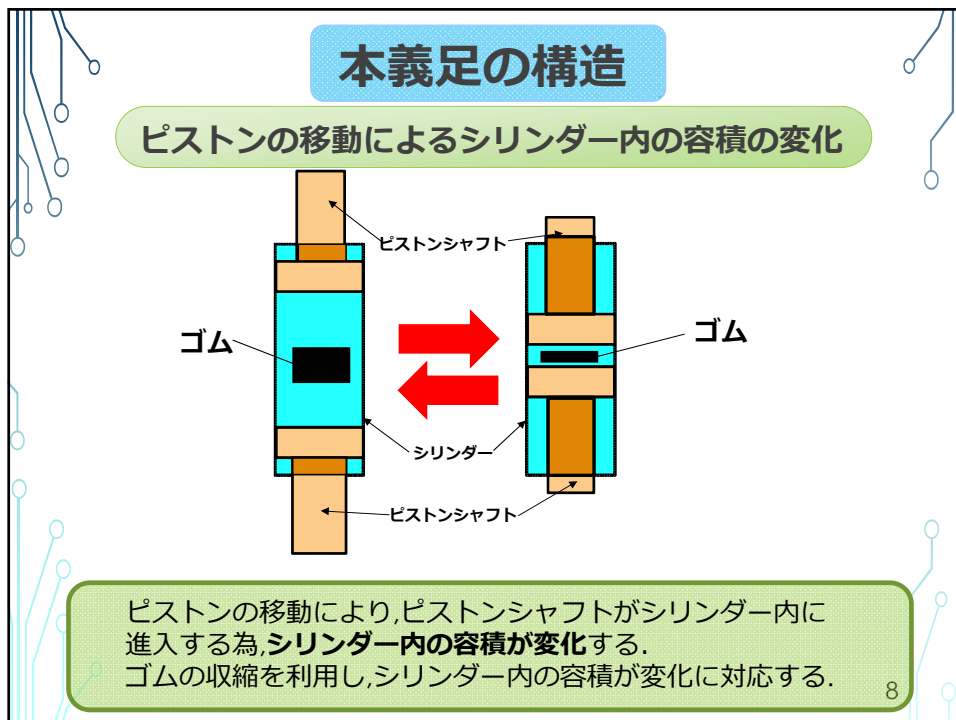 本義足の構造
ピストンの移動によるシリンダー内の容積の変化
ピストンシャフト
ゴム
ゴム
シリンダー
ピストンシャフト
ピストンの移動により,ピストンシャフトがシリンダー内に
進入する為,シリンダー内の容積が変化する.
ゴムの収縮を利用し,シリンダー内の容積が変化に対応する.
8